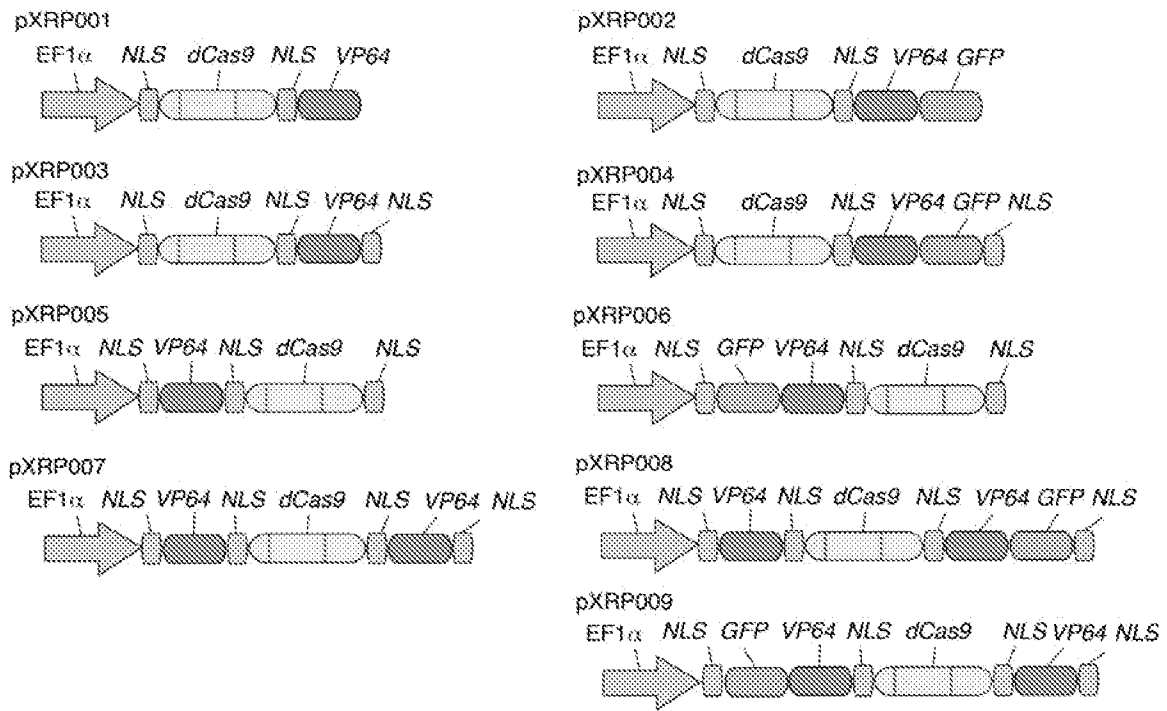 pXRP001
EF1α NLS dCas9 NLS VP64
pXRP002
EF1α NLS dCas9 NLS VP64 GFP
pXRP003
EF1α NLS dCas9 NLS VP64 NLS
pXRP004
EF1α NLS dCas9 NLS VP64 GFP NLS
pXRP005
EF1α NLS VP64 NLS dCas9 NLS
pXRP006
EF1α NLS GFP VP64 NLS dCas9 NLS
pXRP007
EF1α NLS VP64 NLS dCas9 NLS VP64 NLS
pXRP008
EF1α NLS VP64 NLS dCas9 NLS VP64 GFP NLS
pXRP009
EF1α NLS GFP VP64 NLS dCas9 NLS VP64 NLS